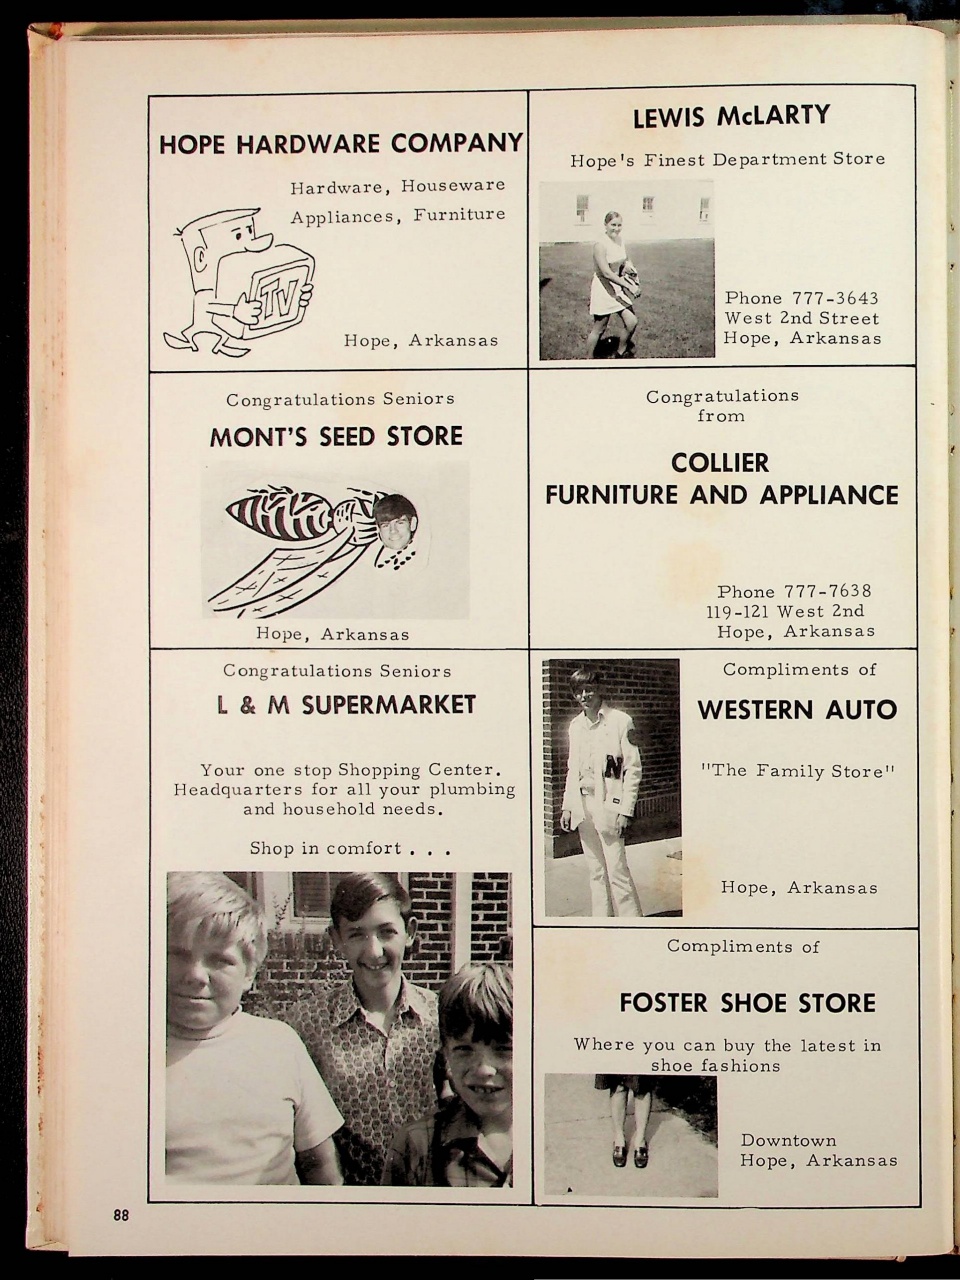 HOPE HARDWARE COMPANY
Hardware, Houseware
Appliances, Furniture
TV
Hope, Arkansas
LEWIS McLARTY
Hope's Finest Department Store
Phone 777-3643
West 2nd Street
Hope, Arkansas
Congratulations Seniors
MONT'S SEED STORE
Hope, Arkansas
Congratulations
from
COLLIER
FURNITURE AND APPLIANCE
Phone 777-7638
119-121 West 2nd
Hope, Arkansas
Congratulations Seniors
L & M SUPERMARKET
Your one stop Shopping Center.
Headquarters for all your plumbing
and household needs.
Shop in comfort . . .
Compliments of
WESTERN AUTO
"The Family Store"
N
Hope, Arkansas
Compliments of
FOSTER SHOE STORE
Where you can buy the latest in
shoe fashions
Downtown
Hope, Arkansas
88